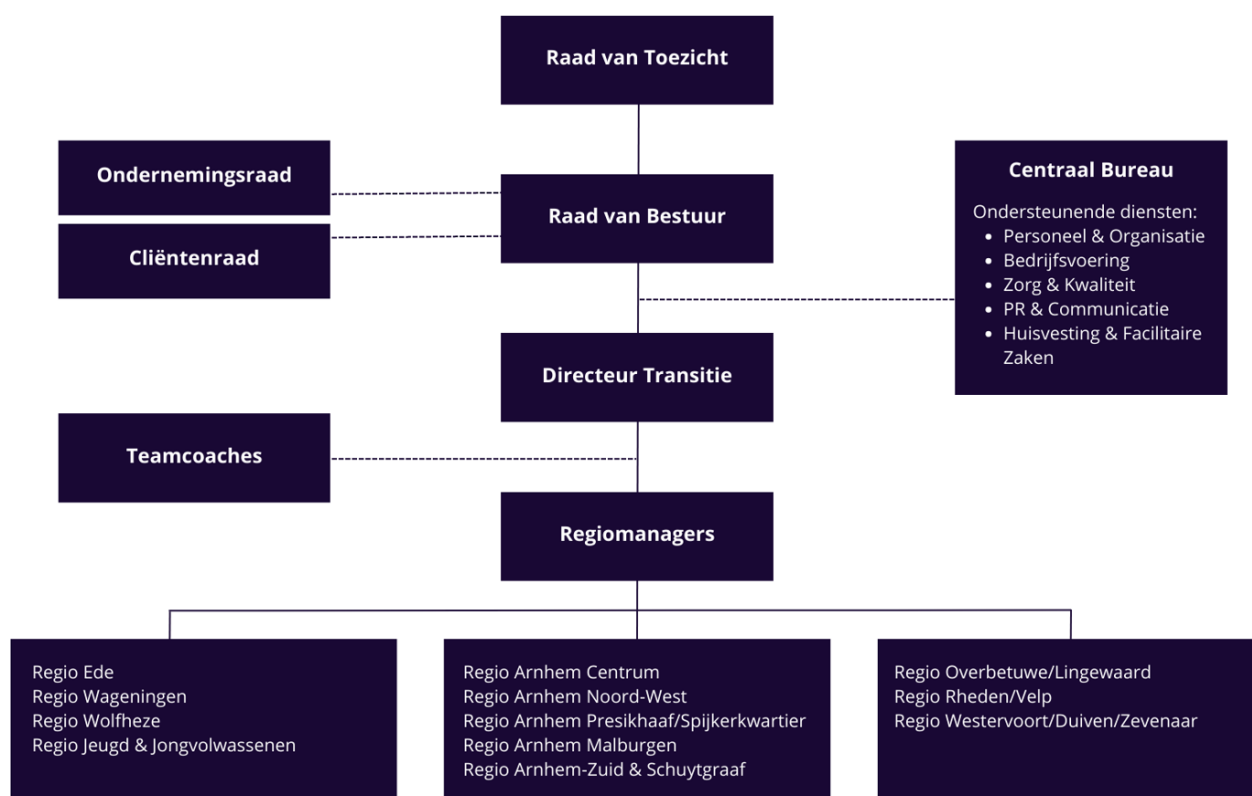 Raad van Toezicht
Ondernemingsraad
Cliëntenraad
Raad van Bestuur
Centraal Bureau
Ondersteunende diensten:
• Personeel & Organisatie
• Bedrijfsvoering
• Zorg & Kwaliteit
• PR & Communicatie
• Huisvesting & Facilitaire
Zaken
Directeur Transitie
Teamcoaches
Regiomanagers
Regio Ede
Regio Wageningen
Regio Wolfheze
Regio Jeugd & Jongvolwassenen
Regio Arnhem Centrum
Regio Arnhem Noord-West
Regio Arnhem Presikhaaf/Spijkerkwartier
Regio Arnhem Malburgen
Regio Arnhem-Zuid & Schuytgraaf
Regio Overbetuwe/Lingewaard
Regio Rheden/Velp
Regio Westervoort/Duiven/Zevenaar